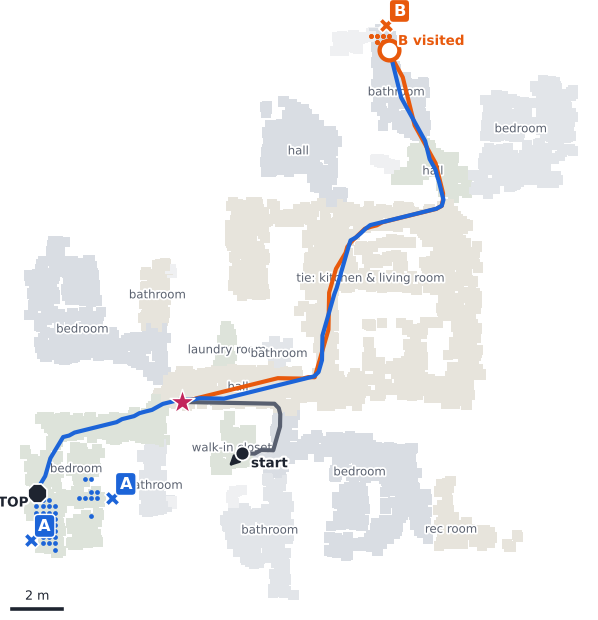 B
B visited
bathroom
bedroom
hall
hall
tie: kitchen & living room
bathroom
bedroom
laundry room
bathroom
hall
walk-in closet
start
bedroom
bedroom
A
bathroom
TOP
A
bathroom
rec room
2 m